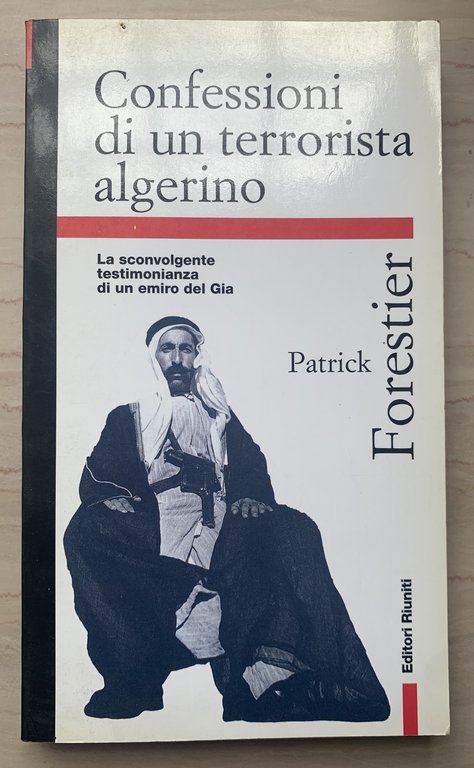 Confessioni
di un terrorista
algerino
La sconvolgente
testimonianza
di un emiro del Gia
Patrick
Forestier
Editori Riuniti